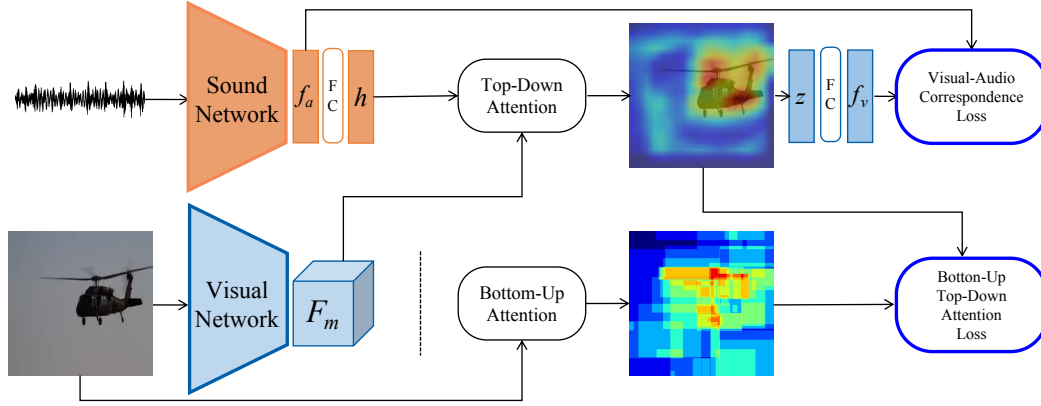 Sound
Network
f_a
F
C
h
Top-Down
Attention
z
F
C
f_v
Visual-Audio
Correspondence
Loss
Visual
Network
F_m
Bottom-Up
Attention
Botton-Up
Top-Down
Attention
Loss